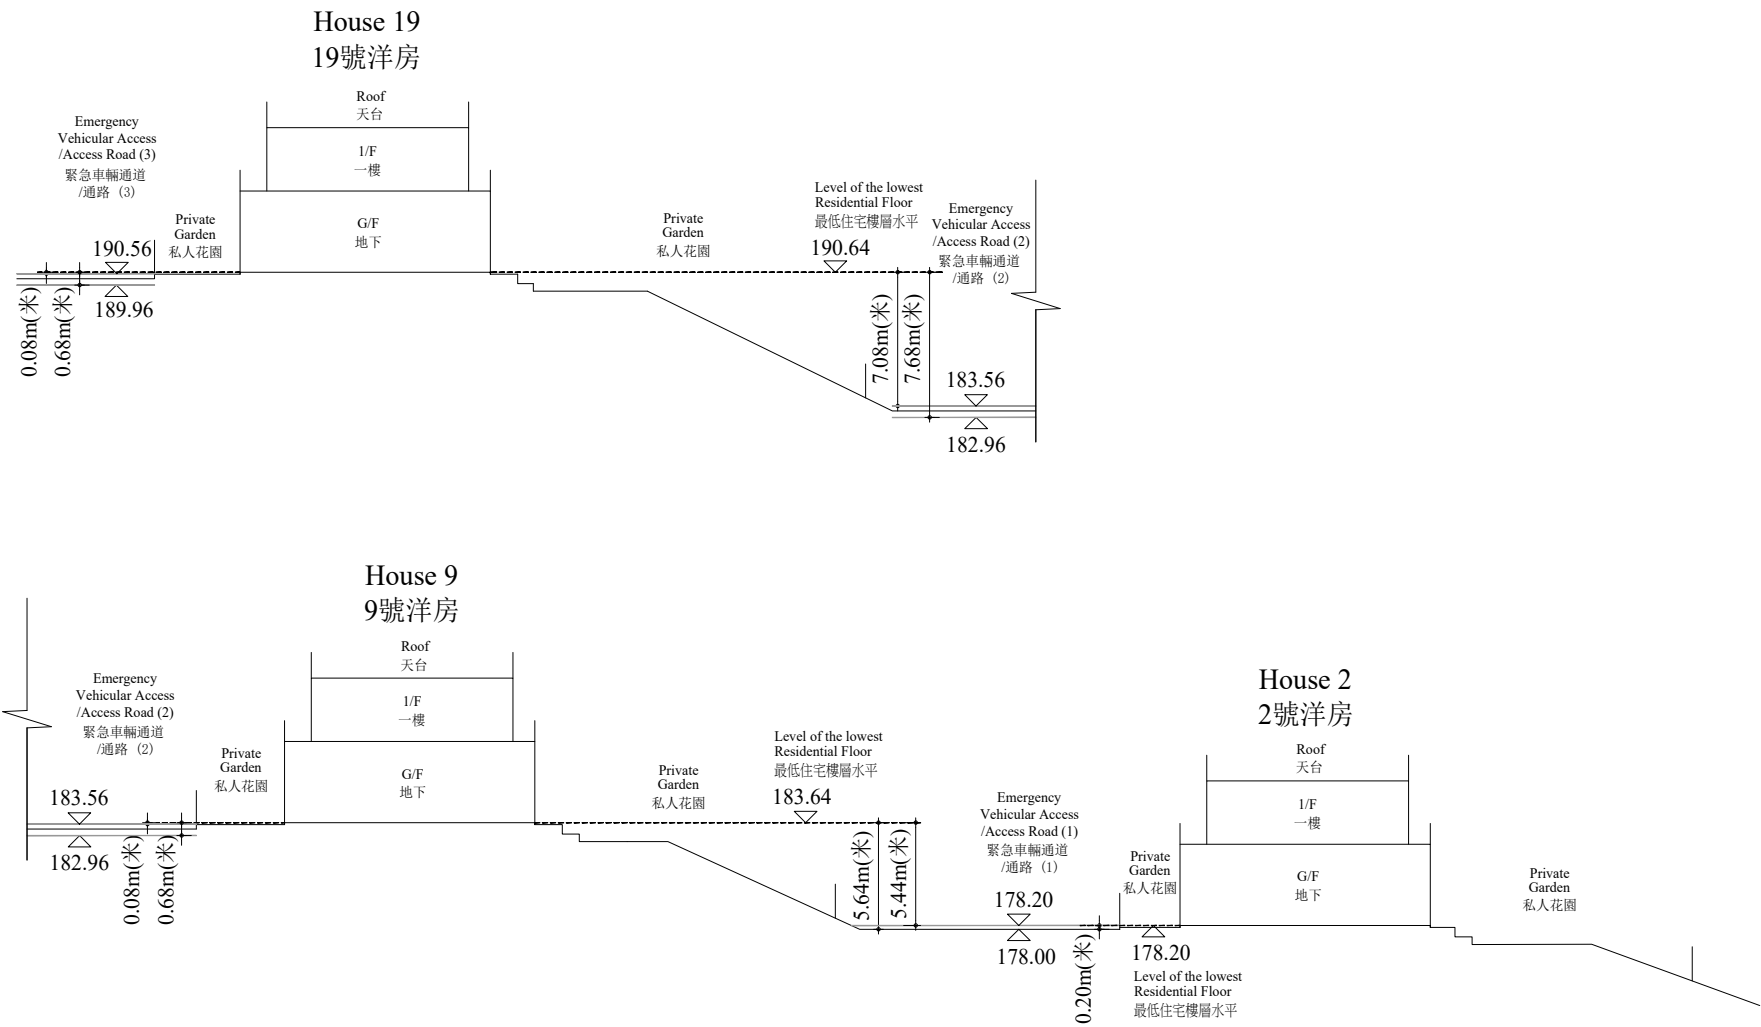 House 19
19號洋房
Roof
天台
1/F
一樓
G/F
地下
Emergency
Vehicular Access
/Access Road (3)
緊急車輛通道
/通路 (3)
Private
Garden
私人花園
190.56
189.96
0.08m(米)
0.68m(米)
Private
Garden
私人花園
Level of the lowest
Residential Floor
最低住宅樓層水平
190.64
Emergency
Vehicular Access
/Access Road (2)
緊急車輛通道
/通路 (2)
7.08m(米)
7.68m(米)
183.56
182.96
House 9
9號洋房
Roof
天台
1/F
一樓
G/F
地下
Emergency
Vehicular Access
/Access Road (2)
緊急車輛通道
/通路 (2)
Private
Garden
私人花園
183.56
182.96
0.08m(米)
0.68m(米)
Private
Garden
私人花園
Level of the lowest
Residential Floor
最低住宅樓層水平
183.64
5.64m(米)
5.44m(米)
Emergency
Vehicular Access
/Access Road (1)
緊急車輛通道
/通路 (1)
178.20
178.00
0.20m(米)
House 2
2號洋房
Roof
天台
1/F
一樓
G/F
地下
Private
Garden
私人花園
178.20
Level of the lowest
Residential Floor
最低住宅樓層水平
Private
Garden
私人花園